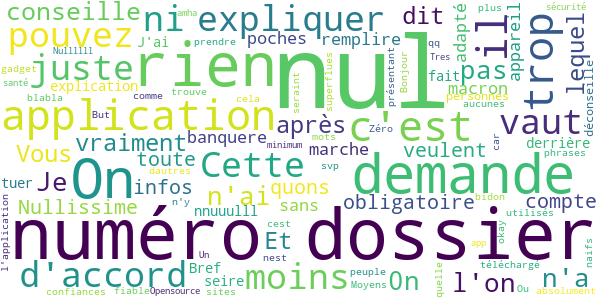 conseille
ni
expliquer
dit
il
trop
lequel
adapté
qq
Tres
appareil
plus
sécurité
déconseille
amha
prendre
Nullllll
J'ai
poches
remplire
pouvez
gadget
santé
explication
blabla
juste
rien
nul
trouve
comme
seraint
superflues
présentant
fait
Bonjour
pas
macron
personnes
aucunes
application
But
cela
c'est
après
vaut
derrière
phrases
Vous
vraiment
banquere
Zéro
mots
marche
car
tuer
Je
infos
toute
Cette
minimum
svp
veulent
On
demande
dautres
n'ai
quons
sans
obligatoire
compte
Nullissime
nnuuulll
n'y
Et
cest
bidon
utilises
numéro dossier
l'application
d'accord
Bref
Un
seire
moins
nest
peuple
On
quelle
l'on
app
okay
téléchargé
n'a
naifs
confiances
fiable
Opensource
sites
Moyens
Ou
absolument